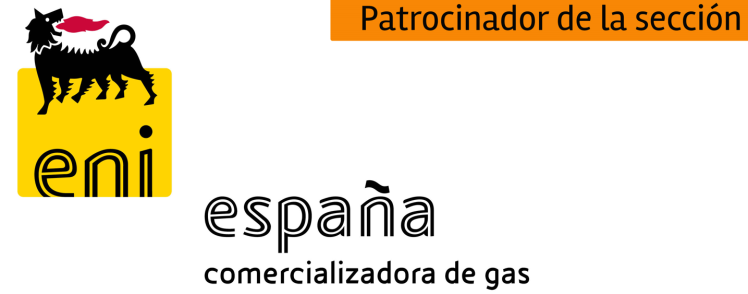 Patrocinador de la sección
eni
españa
comercializadora de gas